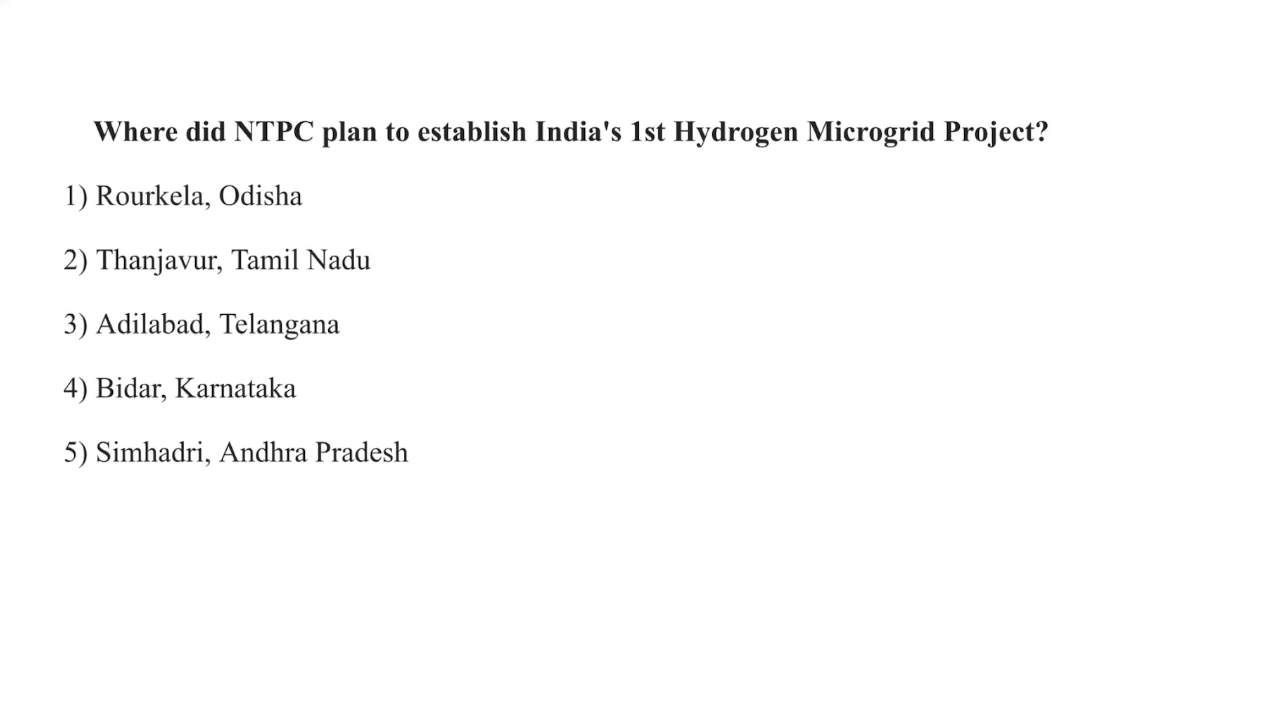 Where did NTPC plan to establish India's 1st Hydrogen Microgrid Project?
1) Rourkela, Odisha
2) Thanjavur, Tamil Nadu
3) Adilabad, Telangana
4) Bidar, Karnataka
5) Simhadri, Andhra Pradesh